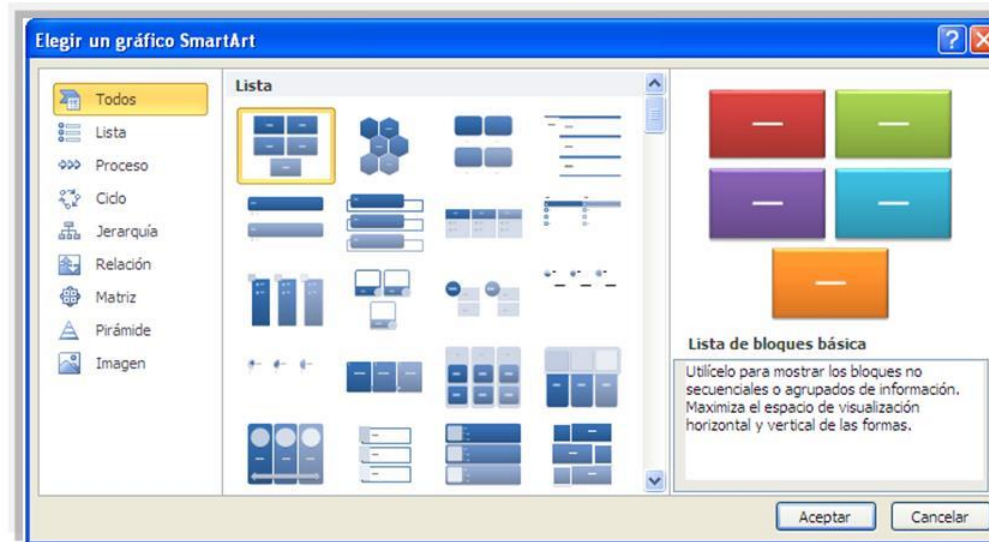 Elegir un gráfico SmartArt
Todos
Lista
Proceso
Ciclo
Jerarquía
Relación
Matriz
Pirámide
Imagen
Lista
Lista de bloques básica
Utilícelo para mostrar los bloques no
secuenciales o agrupados de información.
Maximiza el espacio de visualización
horizontal y vertical de las formas.
Aceptar
Cancelar